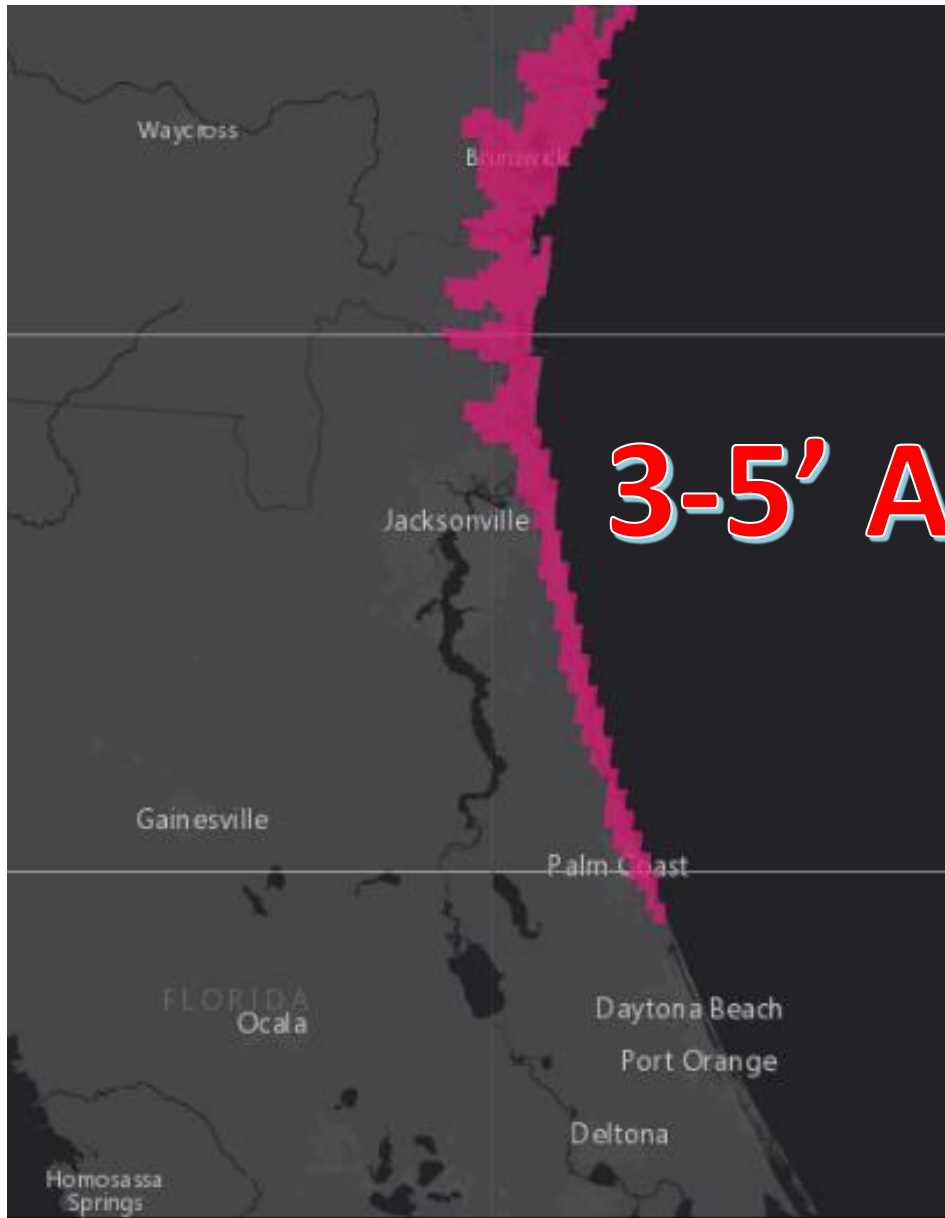 Waycross
Brunswick
3-5’ A
Jacksonville
Gainesville
Palm Coast
FLORIDA
Ocala
Daytona Beach
Port Orange
Deltona
Homosassa
Springs